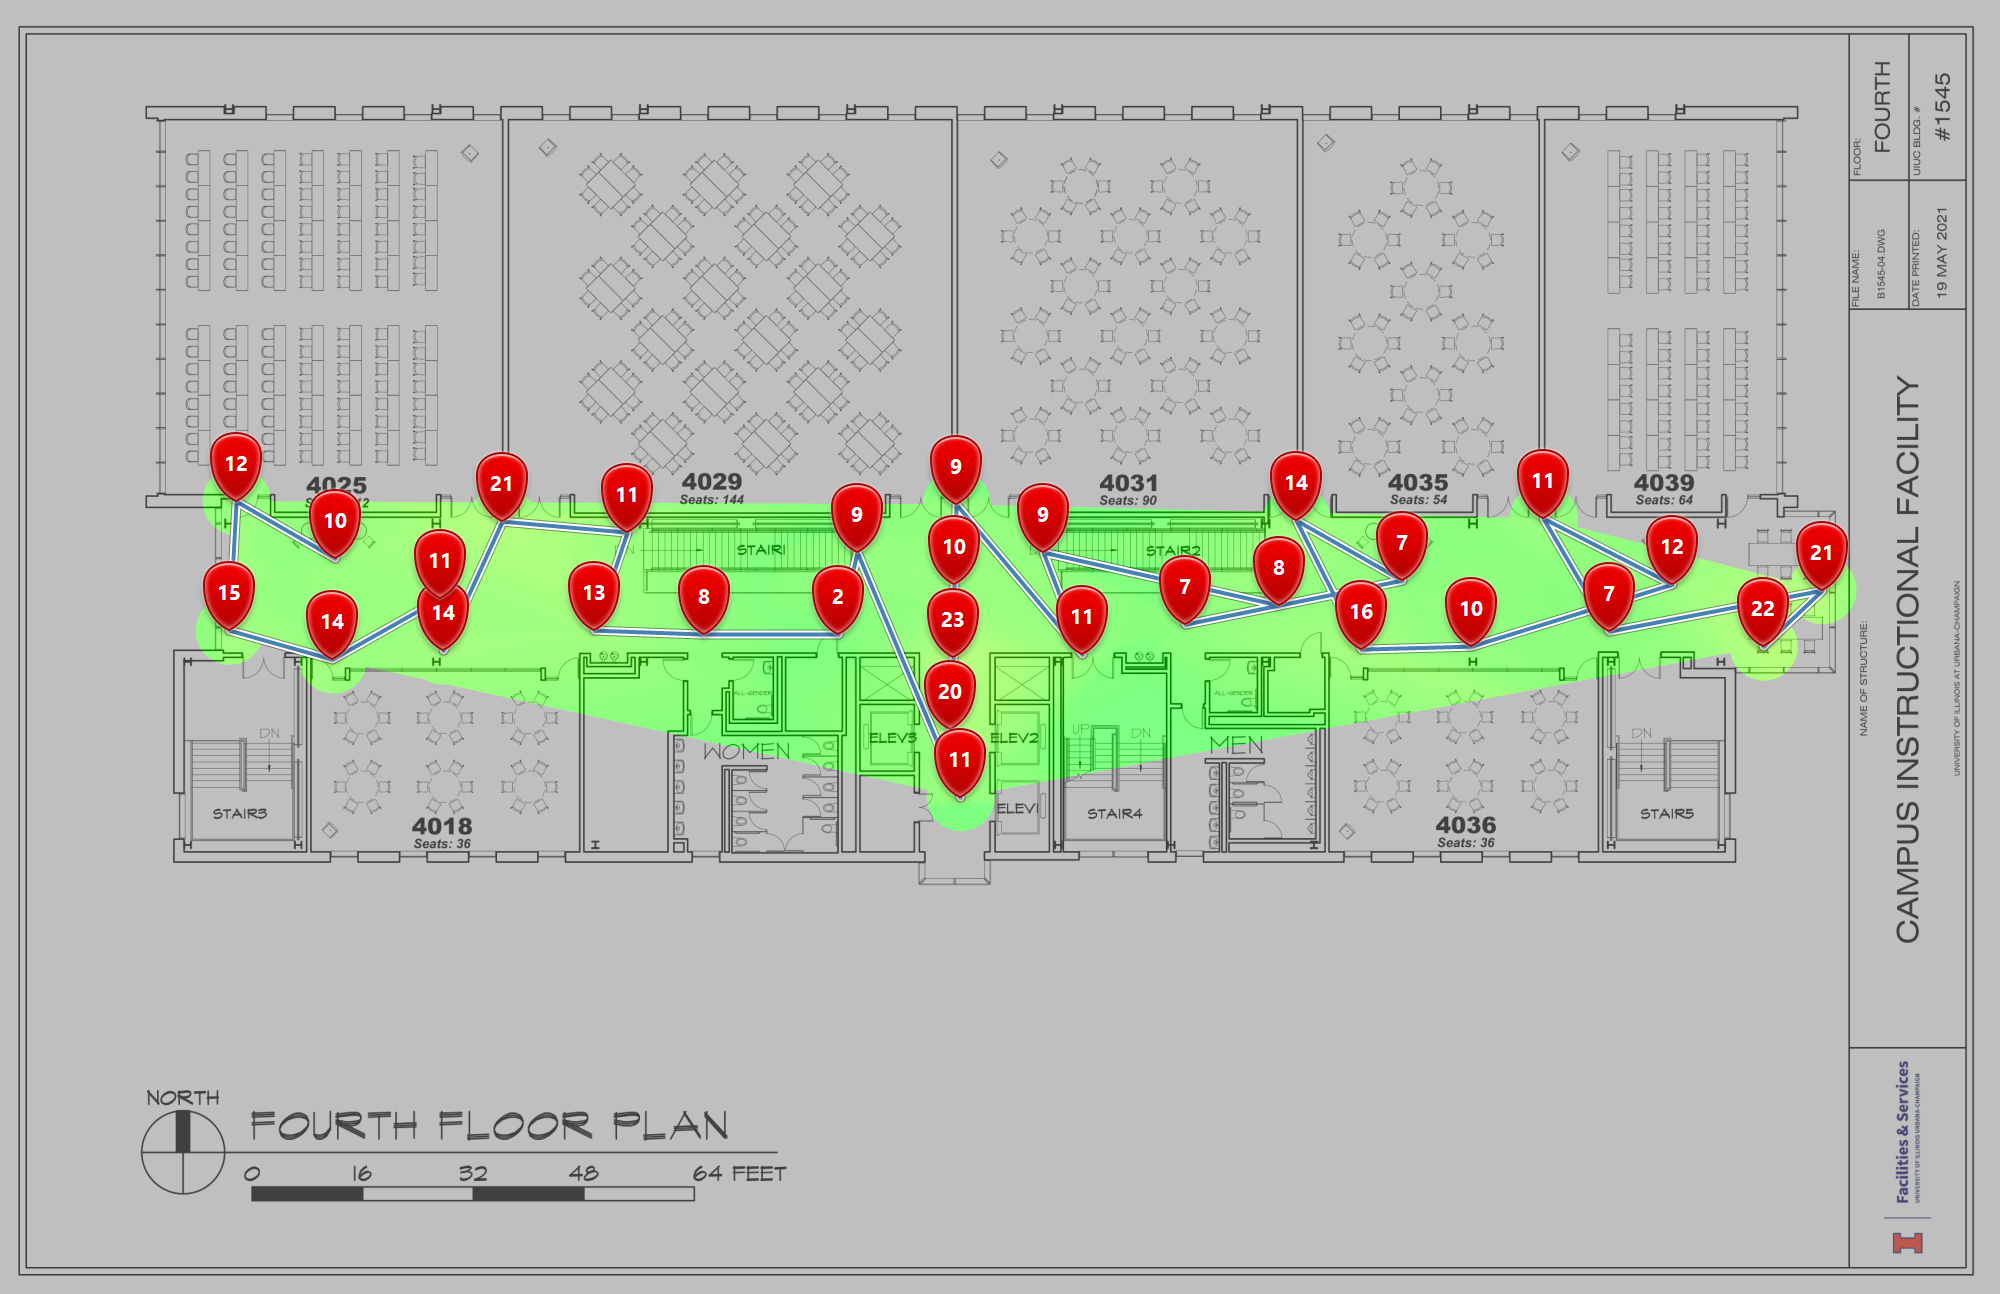 12
10
4025
11
15
14
14
21
11
4029
Seats: 144
STAIR1
13
8
2
9
9
10
23
20
11
9
11
4031
Seats: 90
STAIR2
7
8
14
7
4035
Seats: 54
16
10
11
7
4039
Seats: 64
12
22
21
DN
STAIR3
4018
Seats: 36
ALL-GENDER
WOMEN
ELEV3
ELEV2
ELEV1
UP
DN
STAIR4
ALL-GENDER
MEN
4036
Seats: 36
DN
STAIR5
NORTH
FOURTH FLOOR PLAN
0 16 32 48 64 FEET
FLOOR:
FOURTH
UIUC BLDG. #
#1545
FILE NAME:
B1545-04.DWG
DATE PRINTED:
19 MAY 2021
NAME OF STRUCTURE:
CAMPUS INSTRUCTIONAL FACILITY
UNIVERSITY OF ILLINOIS AT URBANA-CHAMPAIGN
Facilities & Services
UNIVERSITY OF ILLINOIS URBANA-CHAMPAIGN